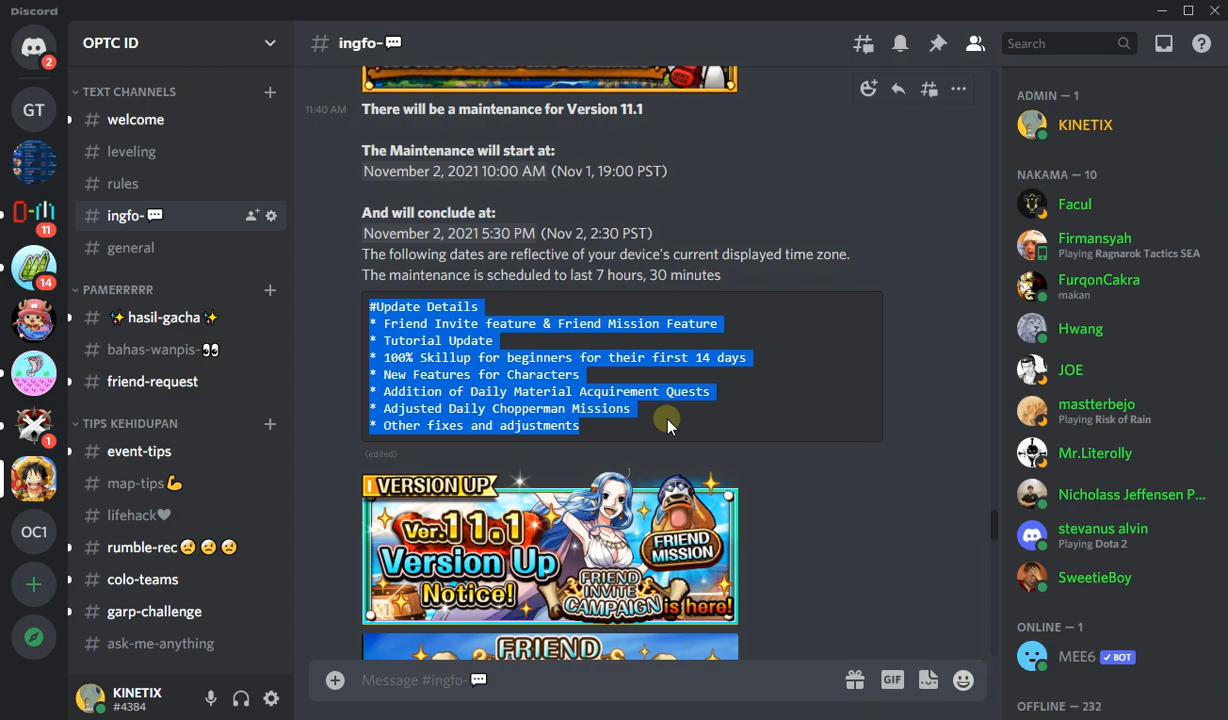 Discord
2
GT
11
14
1
OC1
OPTC ID
TEXT CHANNELS
# welcome
# leveling
# rules
# ingfo-💬
# general
PAMERRRRR
# ✨hasil-gacha✨
# bahas-wanpis-👀
# friend-request
TIPS KEHIDUPAN
# event-tips
# map-tips💪
# lifehack♥
# rumble-rec😥😥😥
# colo-teams
# garp-challenge
# ask-me-anything
KINETIX
#4384
# ingfo-💬
Search
11:40 AM There will be a maintenance for Version 11.1
The Maintenance will start at:
November 2, 2021 10:00 AM (Nov 1, 19:00 PST)
And will conclude at:
November 2, 2021 5:30 PM (Nov 2, 2:30 PST)
The following dates are reflective of your device's current displayed time zone.
The maintenance is scheduled to last 7 hours, 30 minutes
#Update Details
* Friend Invite feature & Friend Mission Feature
* Tutorial Update
* 100% Skillup for beginners for their first 14 days
* New Features for Characters
* Addition of Daily Material Acquirement Quests
* Adjusted Daily Chopperman Missions
* Other fixes and adjustments
(edited)
VERSION UP
Ver.11.1
Version Up
Notice!
FRIEND
MISSION
FRIEND
INVITE
CAMPAIGN is here!
FRIEND
Message #ingfo-💬
GIF
ADMIN — 1
KINETIX
NAKAMA — 10
Facul
Firmansyah
Playing Ragnarok Tactics SEA
FurqonCakra
makan
Hwang
JOE
mastterbejo
Playing Risk of Rain
Mr.Literolly
Nicholass Jeffensen P...
stevanus alvin
Playing Dota 2
SweetieBoy
ONLINE — 1
MEE6 ✓ BOT
OFFLINE — 232